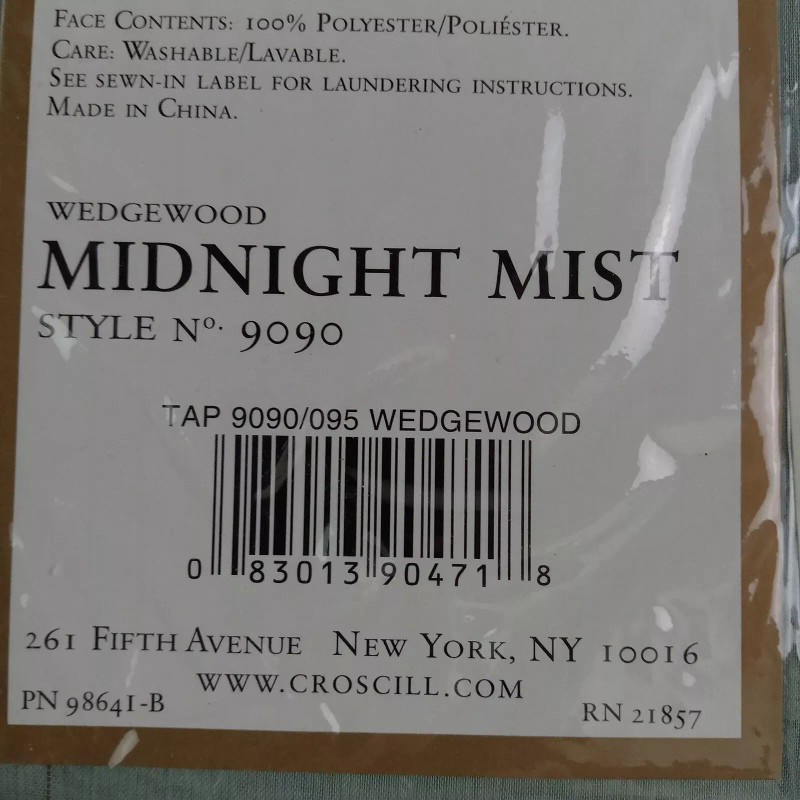 FACE CONTENTS: 100% POLYESTER/POLIÉSTER.
CARE: WASHABLE/LAVABLE.
SEE SEWN-IN LABEL FOR LAUNDERING INSTRUCTIONS.
MADE IN CHINA.
WEDGEWOOD
MIDNIGHT MIST
STYLE Nº. 9090
TAP 9090/095 WEDGEWOOD
0 83013 90471 8
261 FIFTH AVENUE NEW YORK, NY 10016
WWW.CROSCILL.COM
PN 98641-B RN 21857